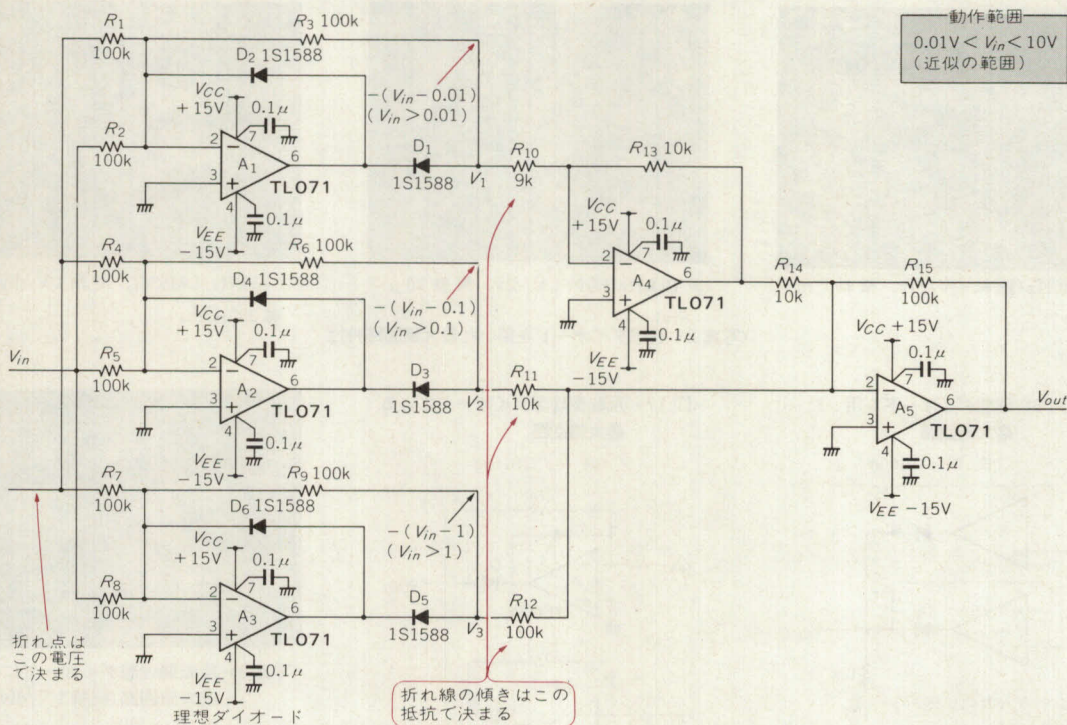 動作範囲
0.01V < Vin < 10V
(近似の範囲)
R1
100k
R3 100k
D2 1S1588
VCC
+15V
0.1μ
R2
100k
2
7
A1
6
3
4
TL071
0.1μ
VEE
-15V
-(Vin-0.01)
(Vin>0.01)
D1
1S1588
V1
R10
9k
R13 10k
VCC
+15V
0.1μ
2
7
A4
6
3
4
TL071
0.1μ
VEE
-15V
R14
10k
R15
100k
VCC +15V
0.1μ
2
7
A5
6
3
4
TL071
0.1μ
VEE -15V
Vout
Vin
R4
100k
R6 100k
D4 1S1588
VCC
+15V
0.1μ
R5
100k
2
7
A2
6
3
4
TL071
0.1μ
VEE
-15V
-(Vin-0.1)
(Vin>0.1)
D3
1S1588
V2
R11
10k
R7
100k
R9 100k
D6 1S1588
VCC
+15V
0.1μ
R8
100k
2
7
A3
6
3
4
TL071
0.1μ
VEE
-15V
-(Vin-1)
(Vin>1)
D5
1S1588
V3
R12
100k
折れ点は
この電圧
で決まる
理想ダイオード
折れ線の傾きはこの
抵抗で決まる